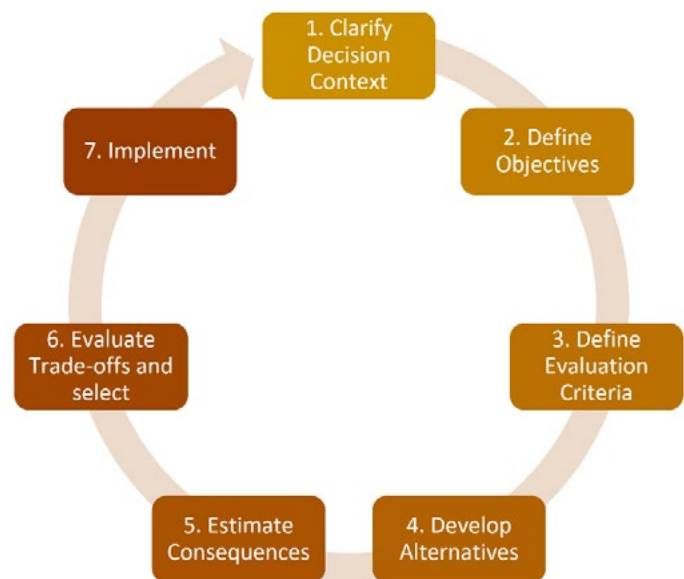 1. Clarify
Decision
Context
2. Define
Objectives
3. Define
Evaluation
Criteria
4. Develop
Alternatives
5. Estimate
Consequences
6. Evaluate
Trade-offs and
select
7. Implement